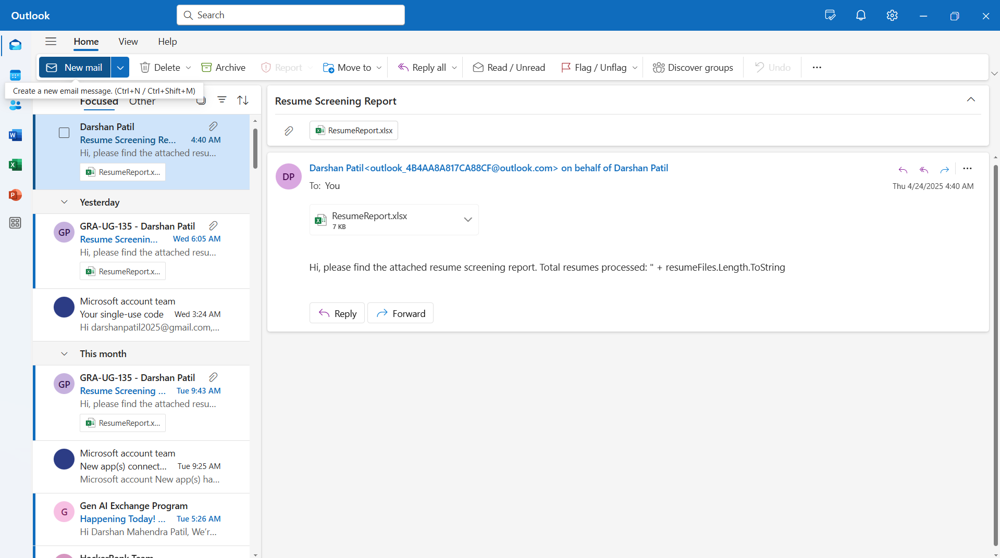 Outlook
Search
Home View Help
New mail Delete Archive Report Move to Reply all Read / Unread Flag / Unflag Discover groups Undo
Create a new email message. (Ctrl+N / Ctrl+Shift+M)
Focused Other
Darshan Patil
Resume Screening Re... 4:40 AM
Hi, please find the attached resu...
ResumeReport.x...
Yesterday
GP
GRA-UG-135 - Darshan Patil
Resume Screenin... Wed 6:05 AM
Hi, please find the attached resu...
ResumeReport.x...
Microsoft account team
Your single-use code Wed 3:24 AM
Hi darshanpatil2025@gmail.com,...
This month
GP
GRA-UG-135 - Darshan Patil
Resume Screening ... Tue 9:43 AM
Hi, please find the attached resu...
ResumeReport.x...
Microsoft account team
New app(s) connect... Tue 9:25 AM
Microsoft account New app(s) ha...
G
Gen AI Exchange Program
Happening Today! ... Tue 5:26 AM
Hi Darshan Mahendra Patil, We'r...
HackerRank Team
Resume Screening Report
ResumeReport.xlsx
DP
Darshan Patil<outlook_4B4AA8A817CA88CF@outlook.com> on behalf of Darshan Patil
To: You
Thu 4/24/2025 4:40 AM
ResumeReport.xlsx
7 KB
Hi, please find the attached resume screening report. Total resumes processed: " + resumeFiles.Length.ToString
Reply Forward